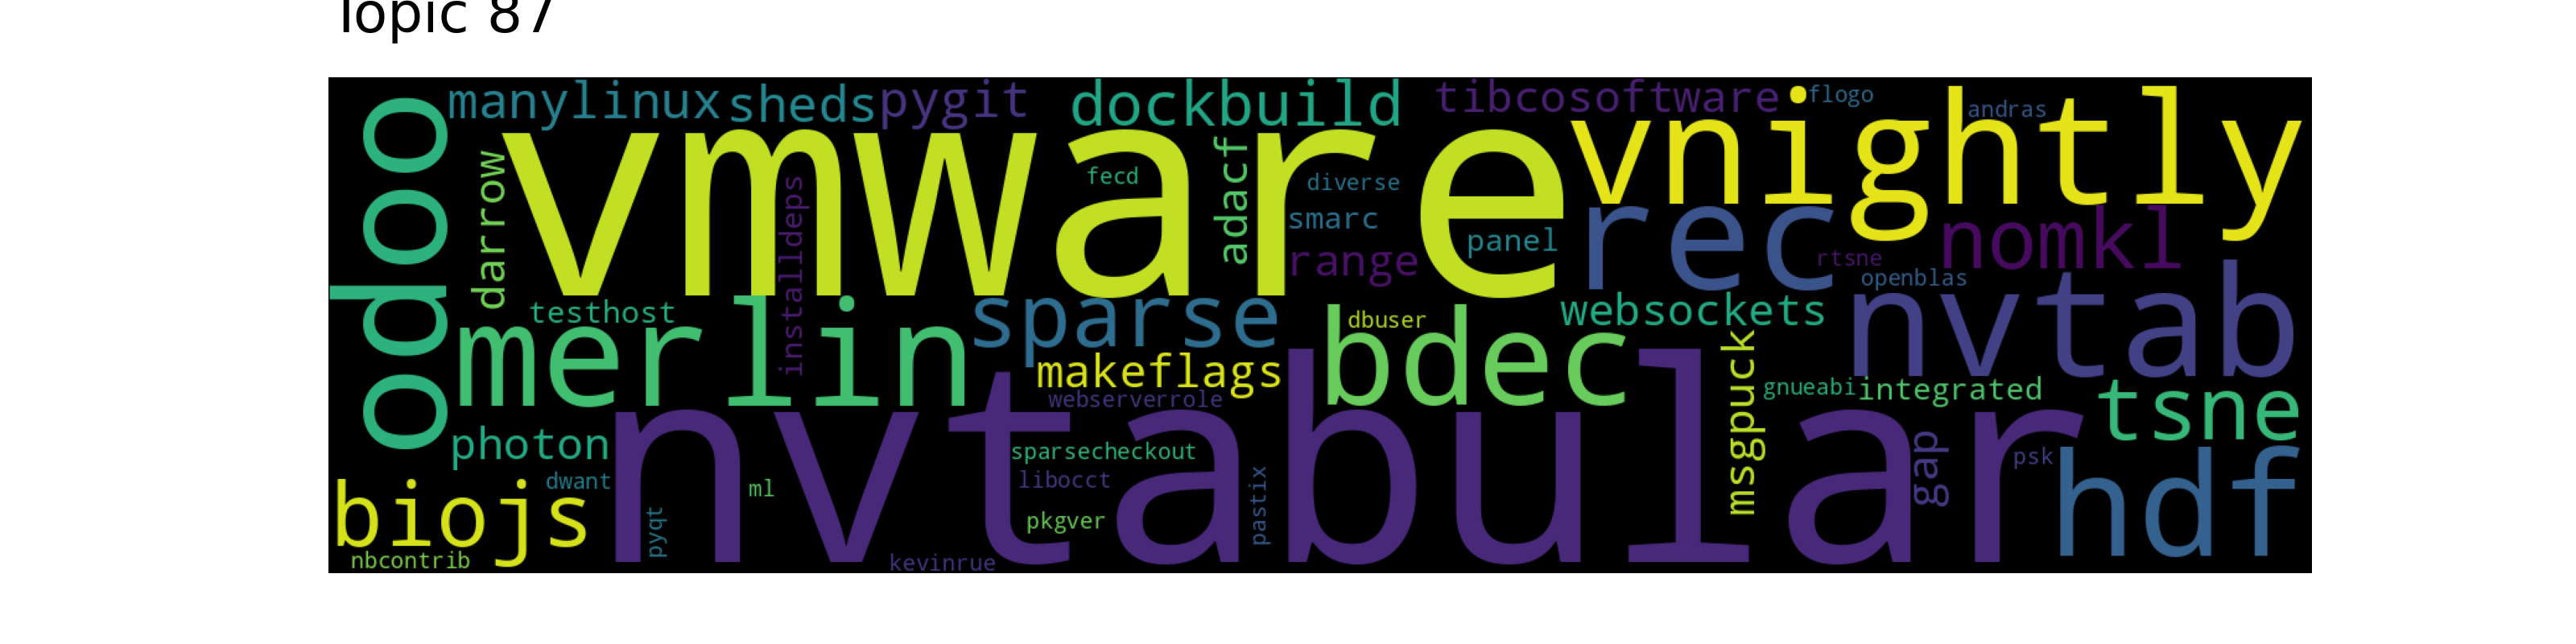 Topic 87
manylinux sheds pygit dockbuild tibcosoftware flogo andras
odoo darrow vmware vnightly
installdeps fecd addacf diverse smarc range panel rec rtsne nomkl
testhost merlin sparse dbuser bdec websockets openblas nvtab
makeflags webserverrole msgpuck gnueabi integrated tsne
photon nvtabular sparsecheckout libocct gap psk hdf
biojs dwant pyqt ml pkgver pastix
nbcontrib kevinrue